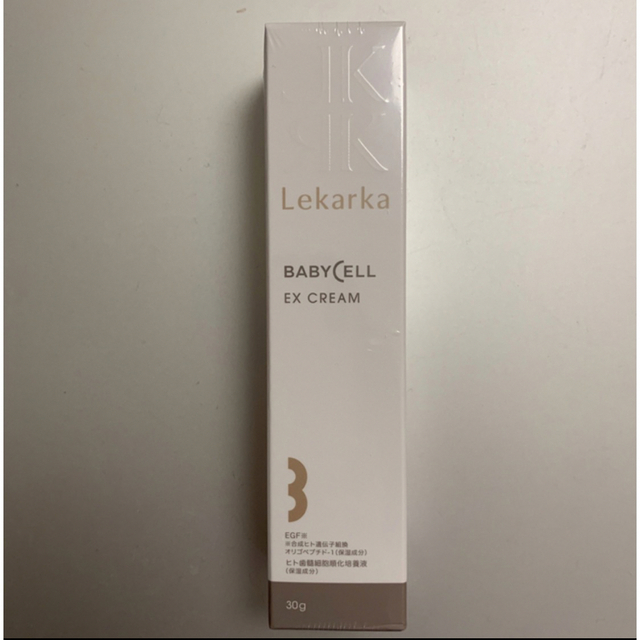 Lekarka
BABY CELL
EX CREAM
EGF※
※合成ヒト遺伝子組換
オリゴペプチド-1(保湿成分)
ヒト歯髄細胞順化培養液
(保湿成分)
30g